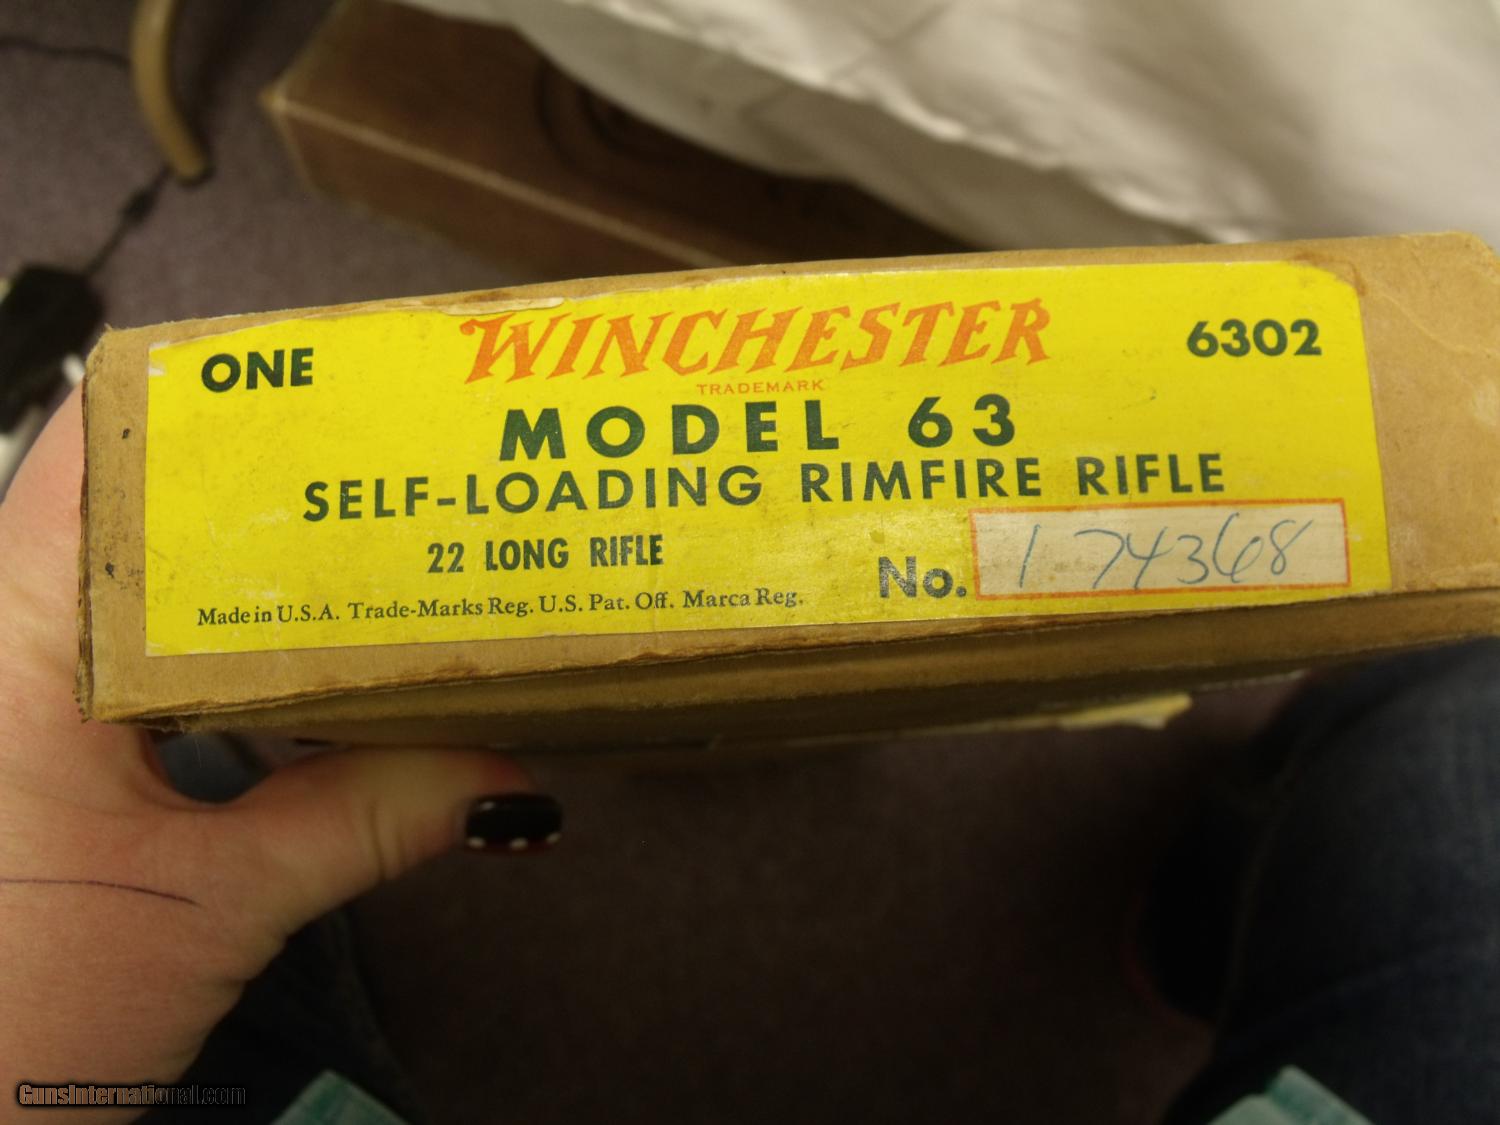 ONE WINCHESTER 6302
TRADEMARK
MODEL 63
SELF-LOADING RIMFIRE RIFLE
22 LONG RIFLE
No. 174368
Made in U.S.A. Trade-Marks Reg. U.S. Pat. Off. Marca Reg.
GunsInternational.com